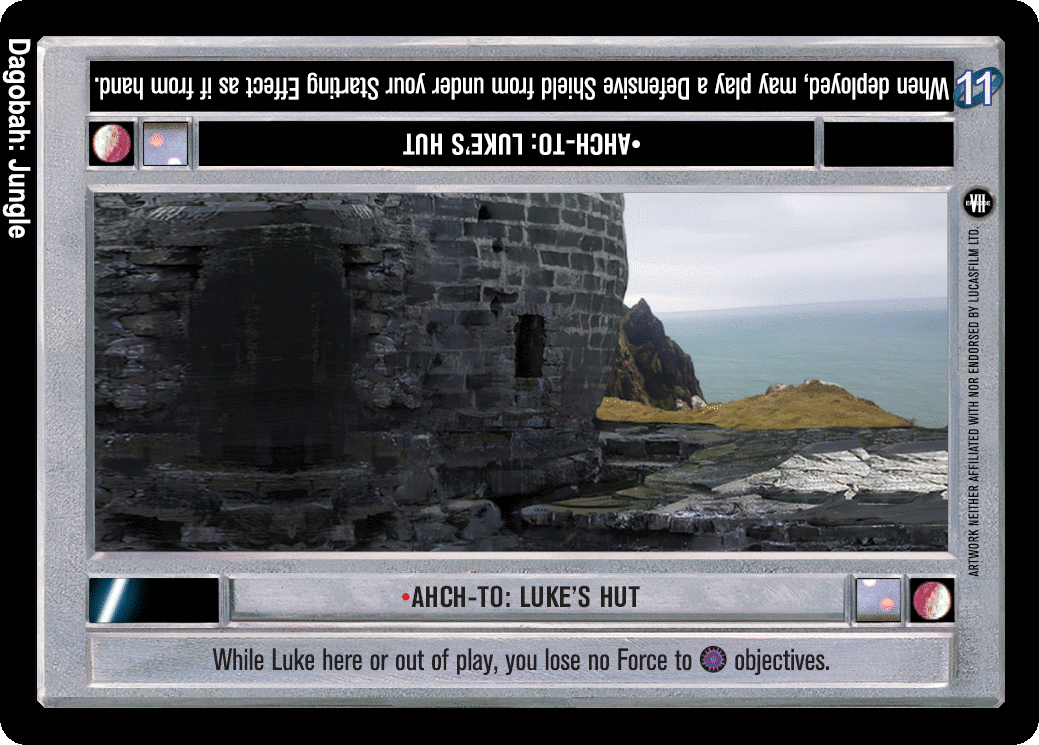 Dagobah: Jungle
When deployed, may play a Defensive Shield from under your Starting Effect as if from hand.
11
•AHCH-TO: LUKE'S HUT
EPISODE VII
ARTWORK NEITHER AFFILIATED WITH NOR ENDORSED BY LUCASFILM LTD.
•AHCH-TO: LUKE'S HUT
While Luke here or out of play, you lose no Force to objectives.